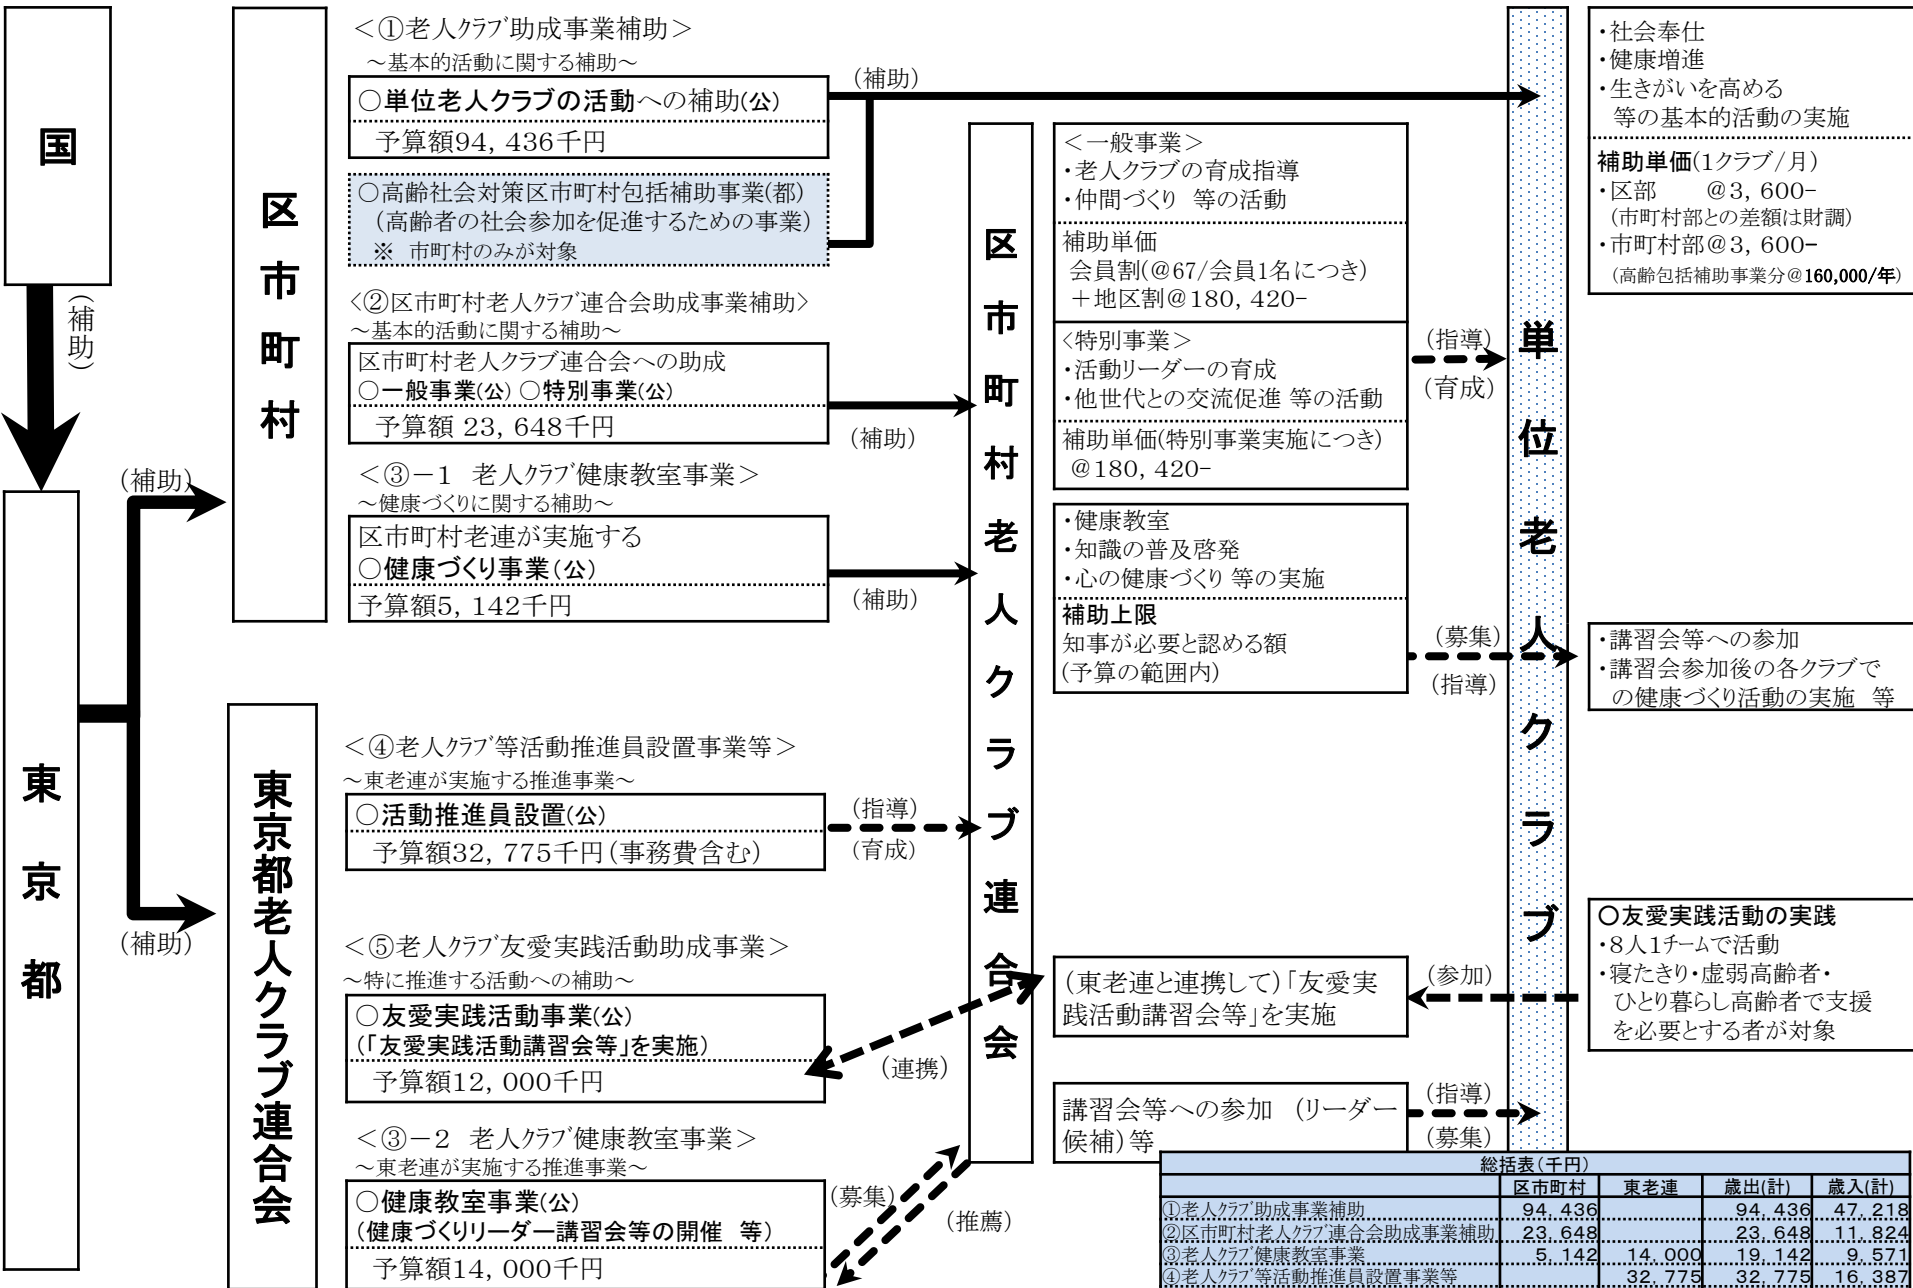 国
(補助)
東京都
(補助)
(補助)
区市町村
東京都老人クラブ連合会
＜①老人クラブ助成事業補助＞
～基本的活動に関する補助～
○単位老人クラブの活動への補助(公)
予算額94,436千円
○高齢社会対策区市町村包括補助事業(都)
(高齢者の社会参加を促進するための事業)
※ 市町村のみが対象
(補助)
<②区市町村老人クラブ連合会助成事業補助>
～基本的活動に関する補助～
区市町村老人クラブ連合会への助成
○一般事業(公) ○特別事業(公)
予算額 23,648千円
(補助)
＜③－1 老人クラブ健康教室事業＞
～健康づくりに関する補助～
区市町村老連が実施する
○健康づくり事業(公)
予算額5,142千円
(補助)
＜④老人クラブ等活動推進員設置事業等＞
～東老連が実施する推進事業～
○活動推進員設置(公)
予算額32,775千円(事務費含む)
(指導)
(育成)
＜⑤老人クラブ友愛実践活動助成事業＞
～特に推進する活動への補助～
○友愛実践活動事業(公)
(「友愛実践活動講習会等」を実施)
予算額12,000千円
(連携)
＜③－2 老人クラブ健康教室事業＞
～東老連が実施する推進事業～
○健康教室事業(公)
(健康づくりリーダー講習会等の開催 等)
予算額14,000千円
(募集)
(推薦)
区市町村老人クラブ連合会
＜一般事業＞
・老人クラブの育成指導
・仲間づくり 等の活動
補助単価
会員割(@67/会員1名につき)
＋地区割@180,420-
<特別事業＞
・活動リーダーの育成
・他世代との交流促進 等の活動
補助単価(特別事業実施につき)
@180,420-
(指導)
(育成)
・健康教室
・知識の普及啓発
・心の健康づくり 等の実施
補助上限
知事が必要と認める額
(予算の範囲内)
(募集)
(指導)
(東老連と連携して)「友愛実
践活動講習会等」を実施
(参加)
講習会等への参加 (リーダー
候補)等
(指導)
(募集)
単位老人クラブ
・社会奉仕
・健康増進
・生きがいを高める
等の基本的活動の実施
補助単価(1クラブ/月)
・区部 @3,600-
(市町村部との差額は財調)
・市町村部@3,600-
(高齢包括補助事業分@160,000/年)
・講習会等への参加
・講習会参加後の各クラブで
の健康づくり活動の実施 等
○友愛実践活動の実践
・8人1チームで活動
・寝たきり・虚弱高齢者・
ひとり暮らし高齢者で支援
を必要とする者が対象
総括表(千円)
区市町村 東老連 歳出(計) 歳入(計)
①老人クラブ助成事業補助 94,436 94,436 47,218
②区市町村老人クラブ連合会助成事業補助 23,648 23,648 11,824
③老人クラブ健康教室事業 5,142 14,000 19,142 9,571
④老人クラブ等活動推進員設置事業等 32,775 32,775 16,387